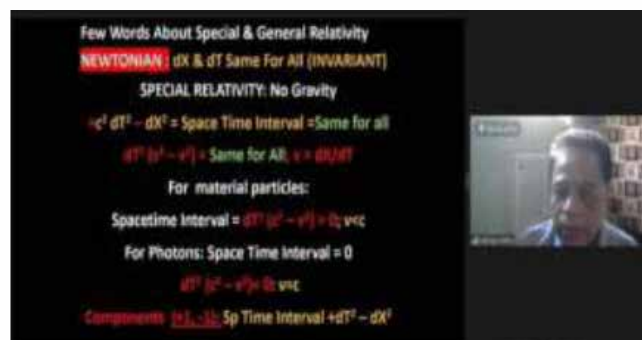 Few Words About Special & General Relativity
NEWTONIAN : dX & dT Same For All (INVARIANT)
SPECIAL RELATIVITY: No Gravity
+c² dT² – dX² = Space Time Interval =Same for all
dT² (c² – v²) = Same for All; v = dX/dT
For material particles:
Spacetime Interval = dT² (c² – v²) > 0; v<c
For Photons: Space Time Interval = 0
dT² (c² – v²)= 0; v=c
Components (+1, -1): Sp Time Interval +dT² – dX²